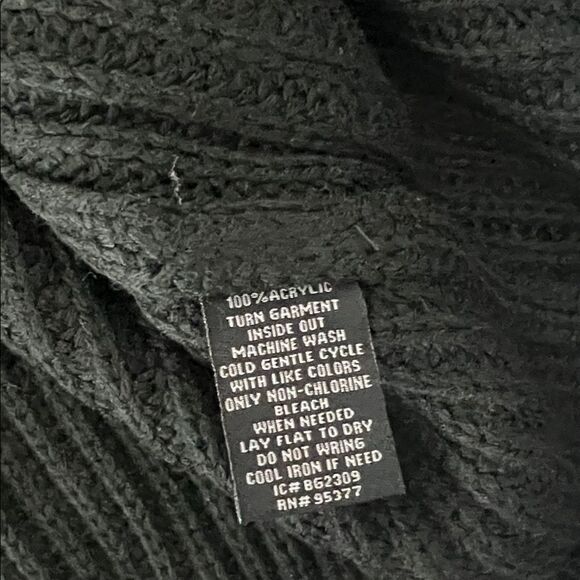 100%ACRYLIC
TURN GARMENT
INSIDE OUT
MACHINE WASH
COLD GENTLE CYCLE
WITH LIKE COLORS
ONLY NON-CHLORINE
BLEACH
WHEN NEEDED
LAY FLAT TO DRY
DO NOT WRING
COOL IRON IF NEED
IC# BG2309
RN# 95377